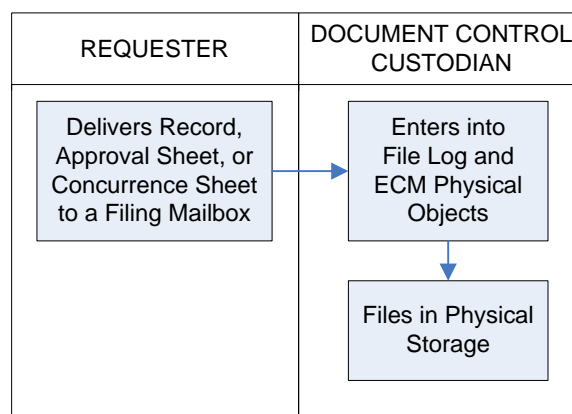 REQUESTER
DOCUMENT CONTROL
CUSTODIAN
Delivers Record,
Approval Sheet, or
Concurrence Sheet
to a Filing Mailbox
Enters into
File Log and
ECM Physical
Objects
Files in Physical
Storage